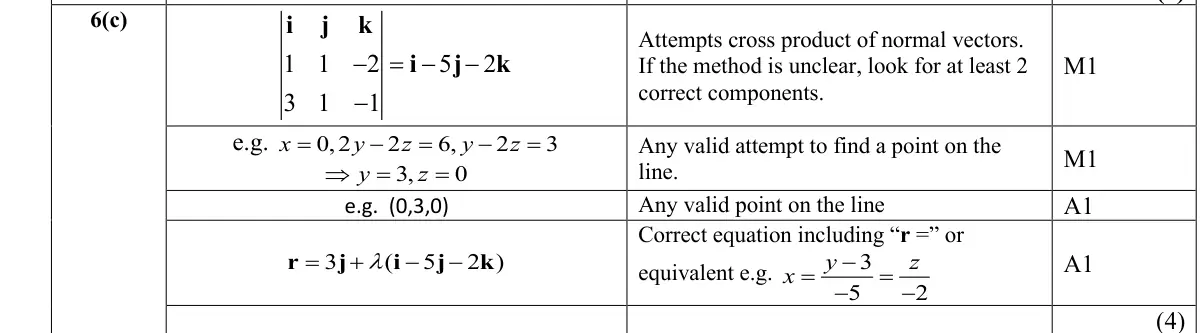 6(c)
i j k
1 1 −2 = i − 5j − 2k
3 1 −1
Attempts cross product of normal vectors.
If the method is unclear, look for at least 2
correct components.
M1
e.g. x = 0, 2y − 2z = 6, y − 2z = 3
⇒ y = 3, z = 0
Any valid attempt to find a point on the
line.
M1
e.g. (0,3,0)
Any valid point on the line
A1
r = 3j + λ(i − 5j − 2k)
Correct equation including “r =” or
equivalent e.g. x = (y − 3)/−5 = z/−2
A1
(4)